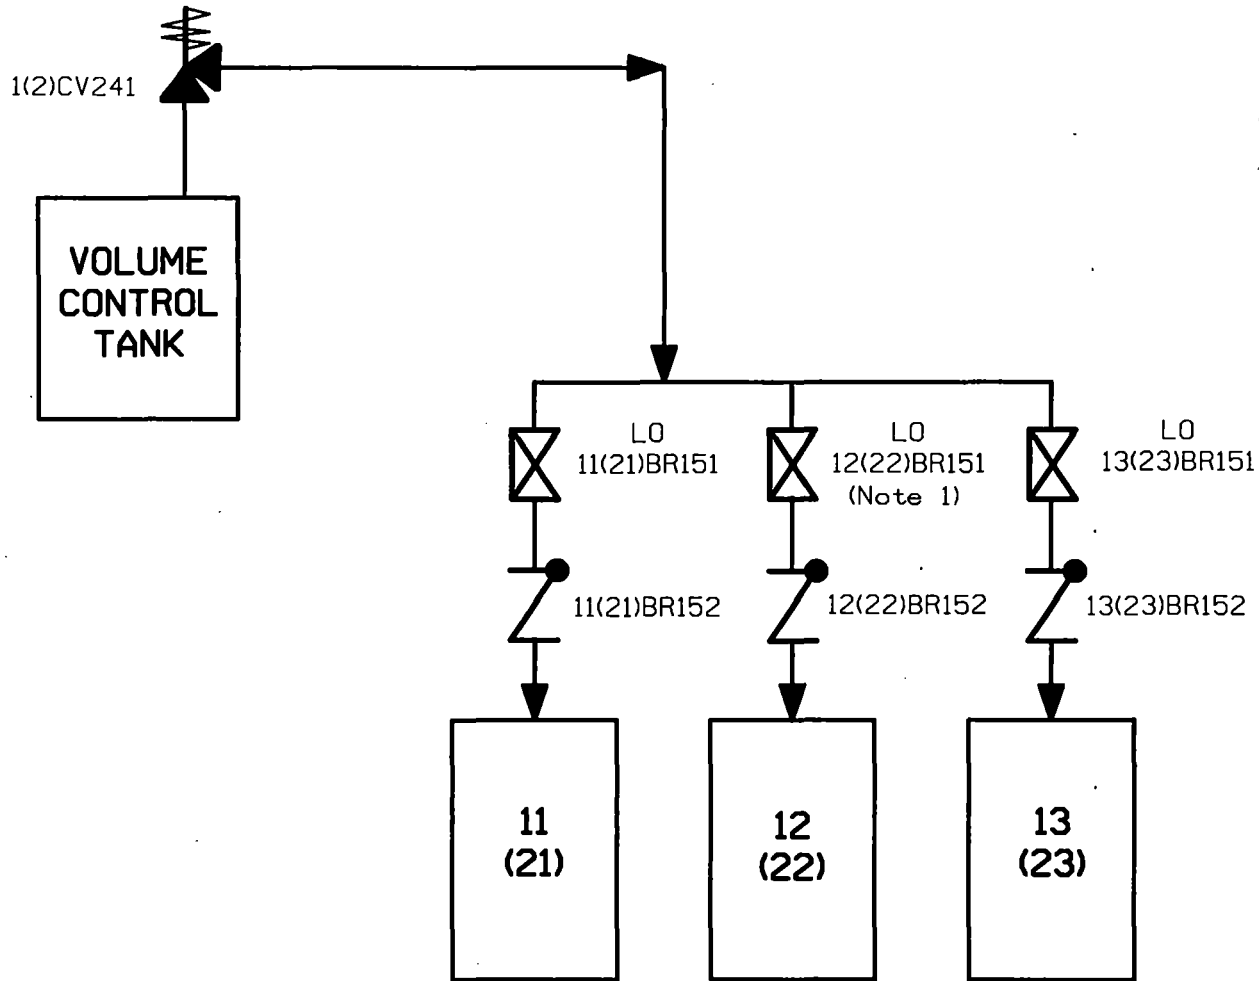 1(2)CV241
VOLUME
CONTROL
TANK
LO
11(21)BR151
LO
12(22)BR151
(Note 1)
LO
13(23)BR151
11(21)BR152
12(22)BR152
13(23)BR152
11
(21)
12
(22)
13
(23)